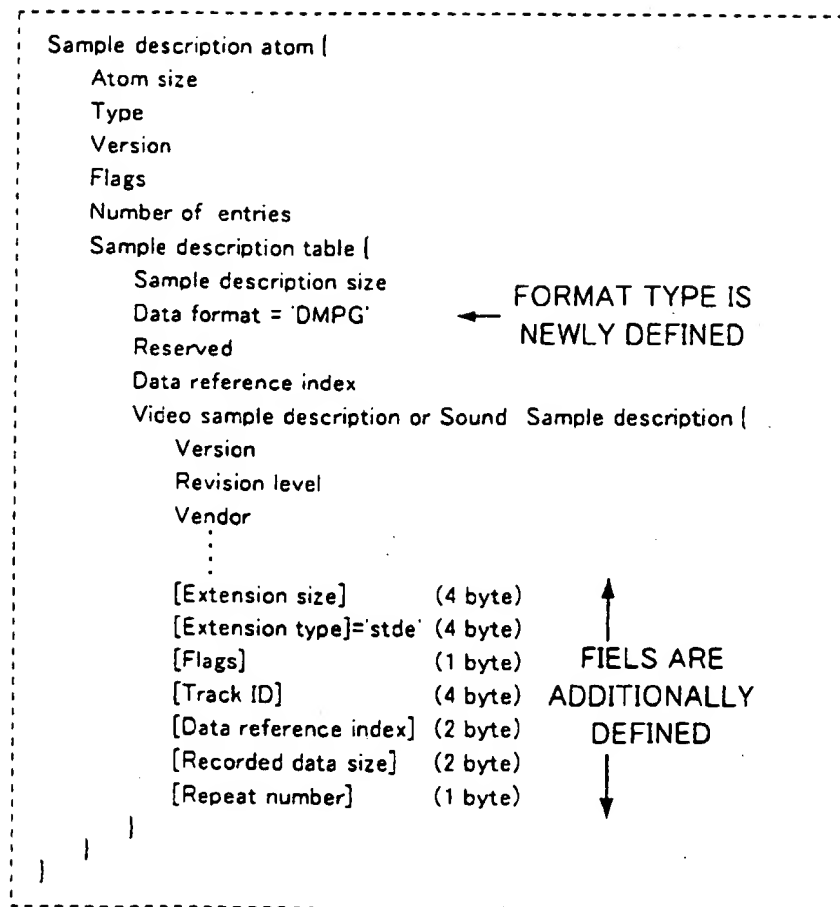 Sample description atom {
Atom size
Type
Version
Flags
Number of entries
Sample description table {
Sample description size
Data format = 'DMPG'
FORMAT TYPE IS
NEWLY DEFINED
Reserved
Data reference index
Video sample description or Sound Sample description {
Version
Revision level
Vendor
[Extension size] (4 byte)
[Extension type]='stde' (4 byte)
[Flags] (1 byte)
[Track ID] (4 byte)
[Data reference index] (2 byte)
[Recorded data size] (2 byte)
[Repeat number] (1 byte)
FIELS ARE
ADDITIONALLY
DEFINED
}
}
}